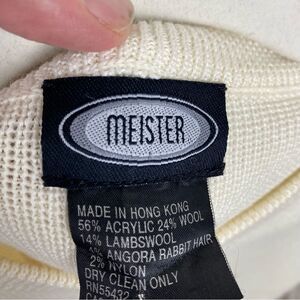 MEISTER
MADE IN HONG KONG
56% ACRYLIC 24% WOOL
14% LAMBSWOOL
ANGORA RABBIT HAIR
2% NYLON
DRY CLEAN ONLY
RN55432